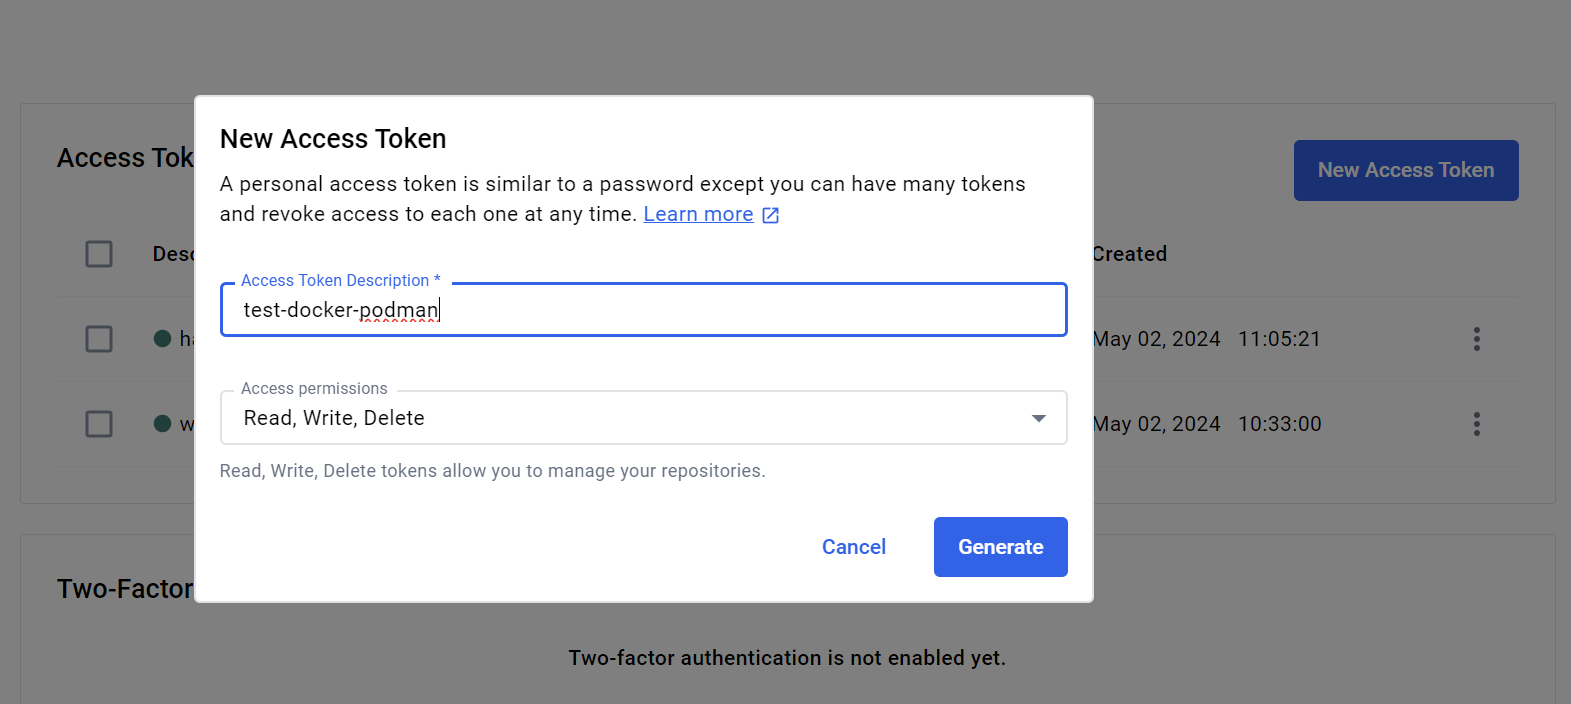 New Access Token
A personal access token is similar to a password except you can have many tokens
and revoke access to each one at any time. Learn more
Access Token Description *
test-docker-podman
Access permissions
Read, Write, Delete
Read, Write, Delete tokens allow you to manage your repositories.
Cancel Generate
Access Tok
New Access Token
Desc Created
ha May 02, 2024 11:05:21
w May 02, 2024 10:33:00
Two-Factor
Two-factor authentication is not enabled yet.